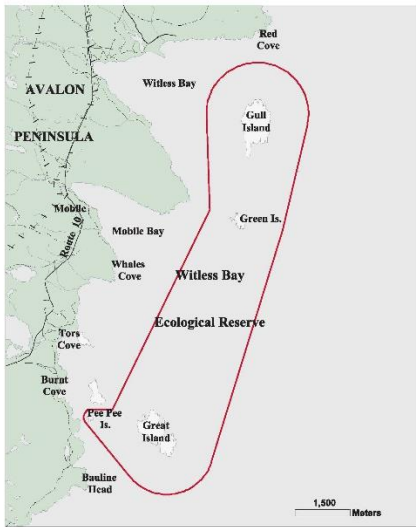 Red
Cove
Witless Bay
AVALON
PENINSULA
Gull
Island
Mobile
Green Is.
Route 10
Mobile Bay
Whales
Cove
Witless Bay
Ecological Reserve
Tors
Cove
Burnt
Cove
Pee Pee
Is.
Great
Island
Bauline
Head
1,500
Meters